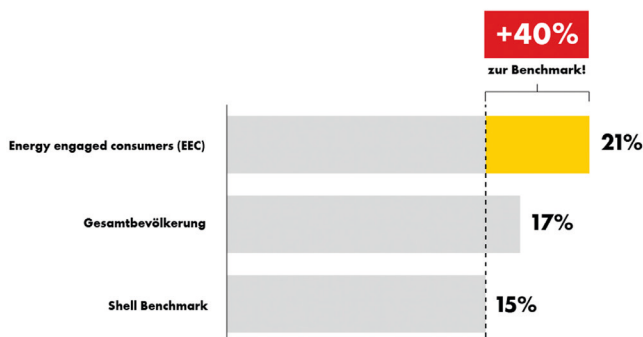 +40%
zur Benchmark!
Energy engaged consumers (EEC)
21%
Gesamtbevölkerung
17%
Shell Benchmark
15%